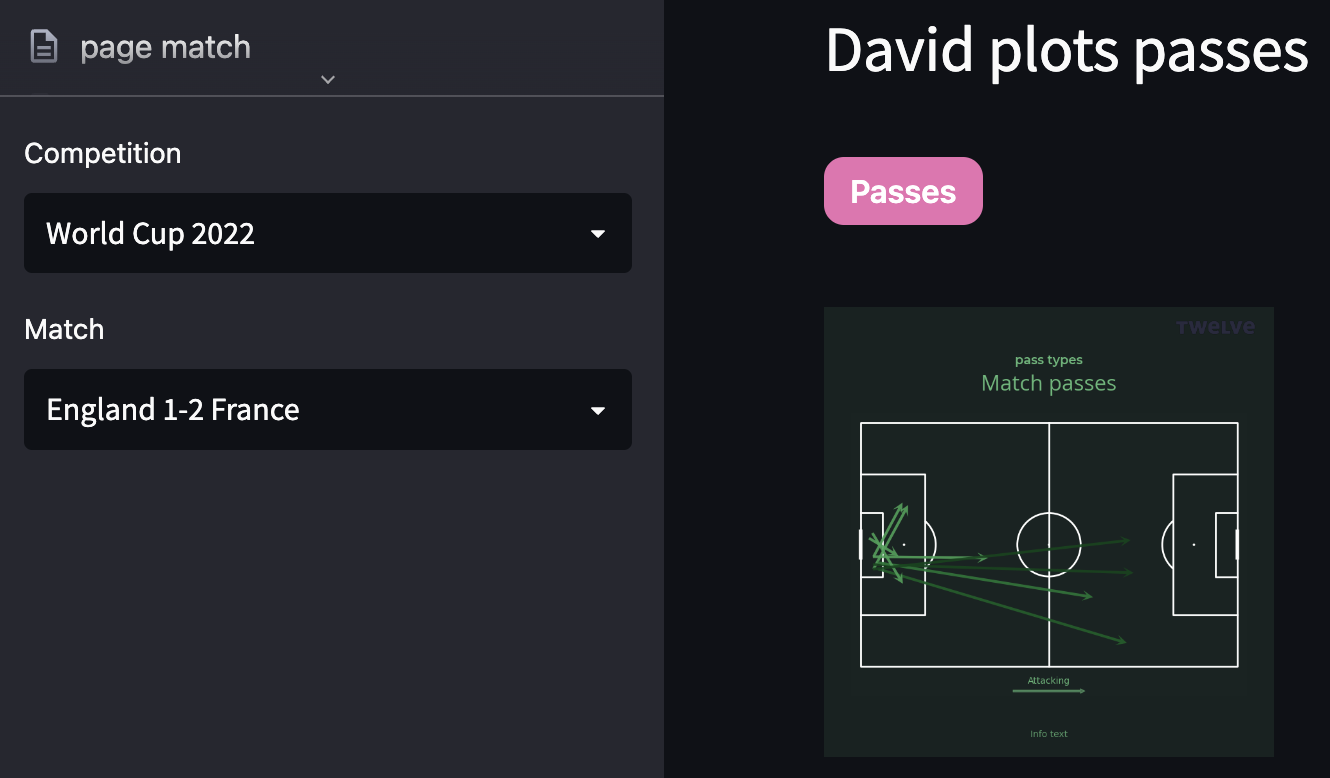 page match
Competition
World Cup 2022
Match
England 1-2 France
David plots passes
Passes
TWELVE
pass types
Match passes
Attacking
Info text